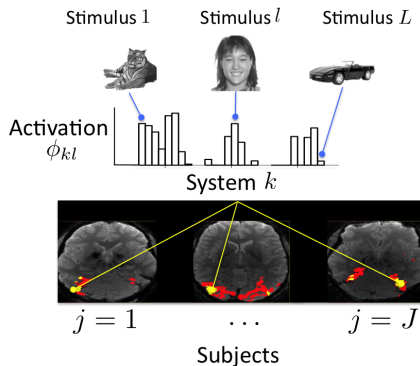 Stimulus 1 Stimulus l Stimulus L
Activation
ϕkl
System k
j = 1 ... j = J
Subjects